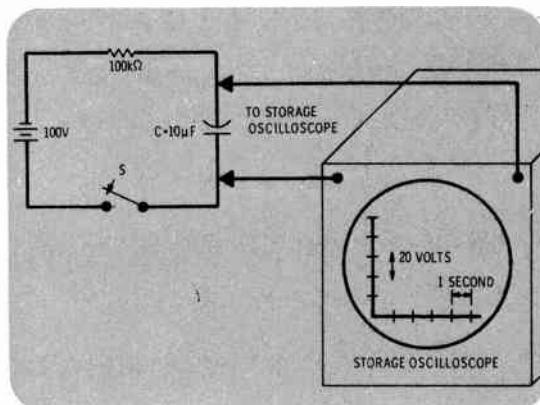 100kΩ
100V
C=10μF
S
TO STORAGE
OSCILLOSCOPE
20 VOLTS
1 SECOND
STORAGE OSCILLOSCOPE